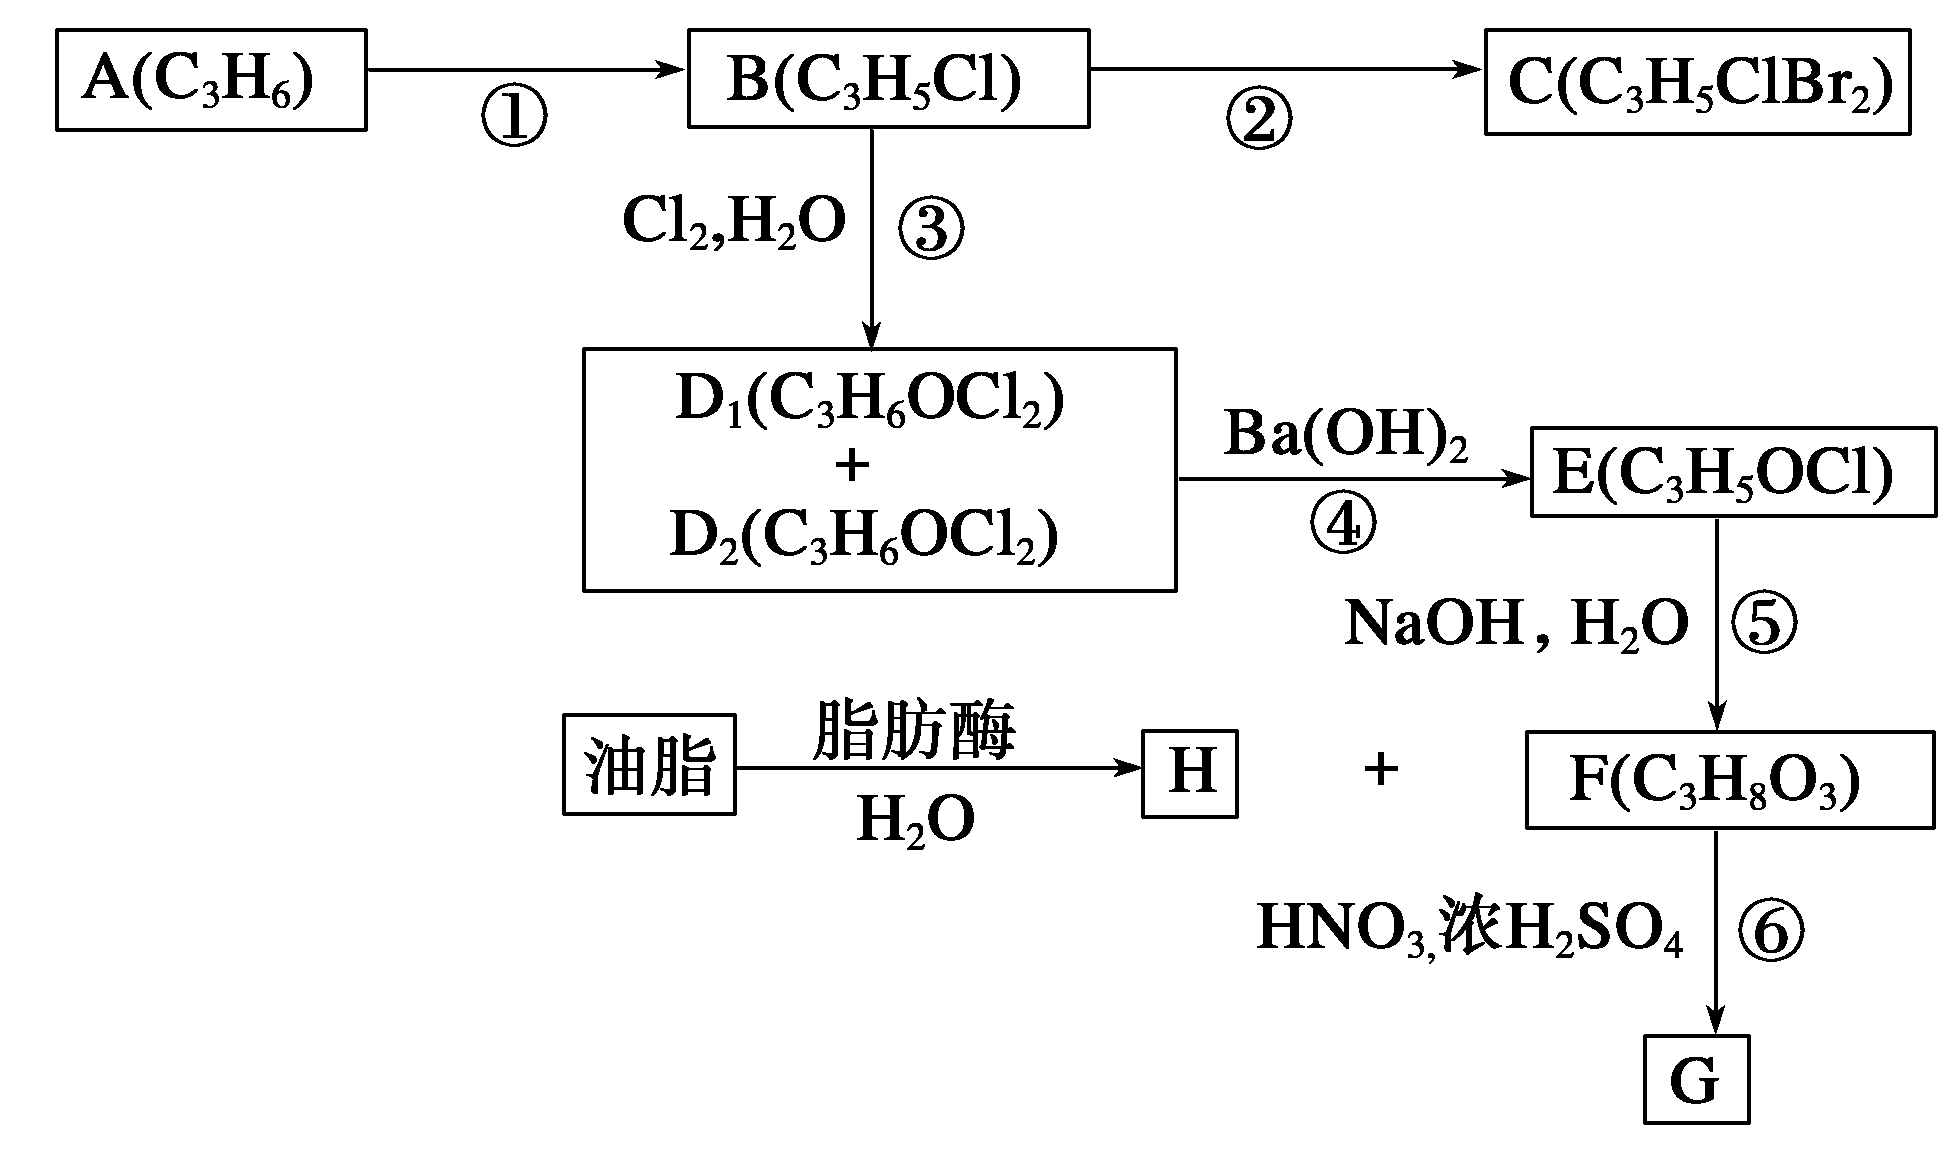 A(C₃H₆) ① B(C₃H₅Cl) ② C(C₃H₅ClBr₂)
Cl₂,H₂O ③
D₁(C₃H₆OCl₂)
+
D₂(C₃H₆OCl₂)
Ba(OH)₂
④
E(C₃H₅OCl)
NaOH, H₂O ⑤
油脂 脂肪酶 H + F(C₃H₈O₃)
H₂O
HNO₃,浓H₂SO₄ ⑥
G